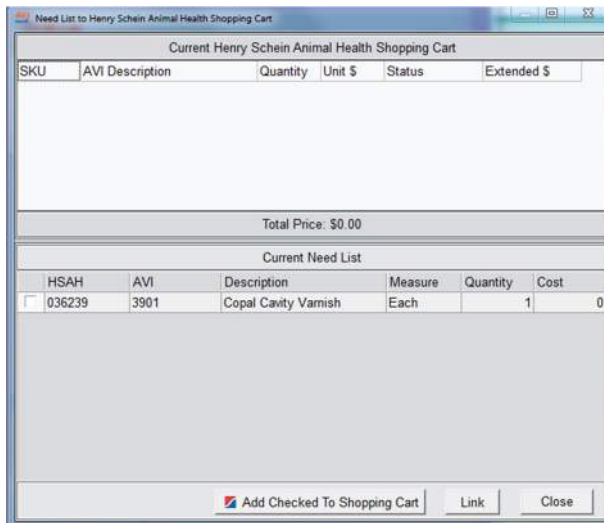 Need List to Henry Schein Animal Health Shopping Cart
Current Henry Schein Animal Health Shopping Cart
SKU AVI Description Quantity Unit $ Status Extended $
Total Price: $0.00
Current Need List
HSAH AVI Description Measure Quantity Cost
036239 3901 Copal Cavity Varnish Each 1 0
Add Checked To Shopping Cart Link Close